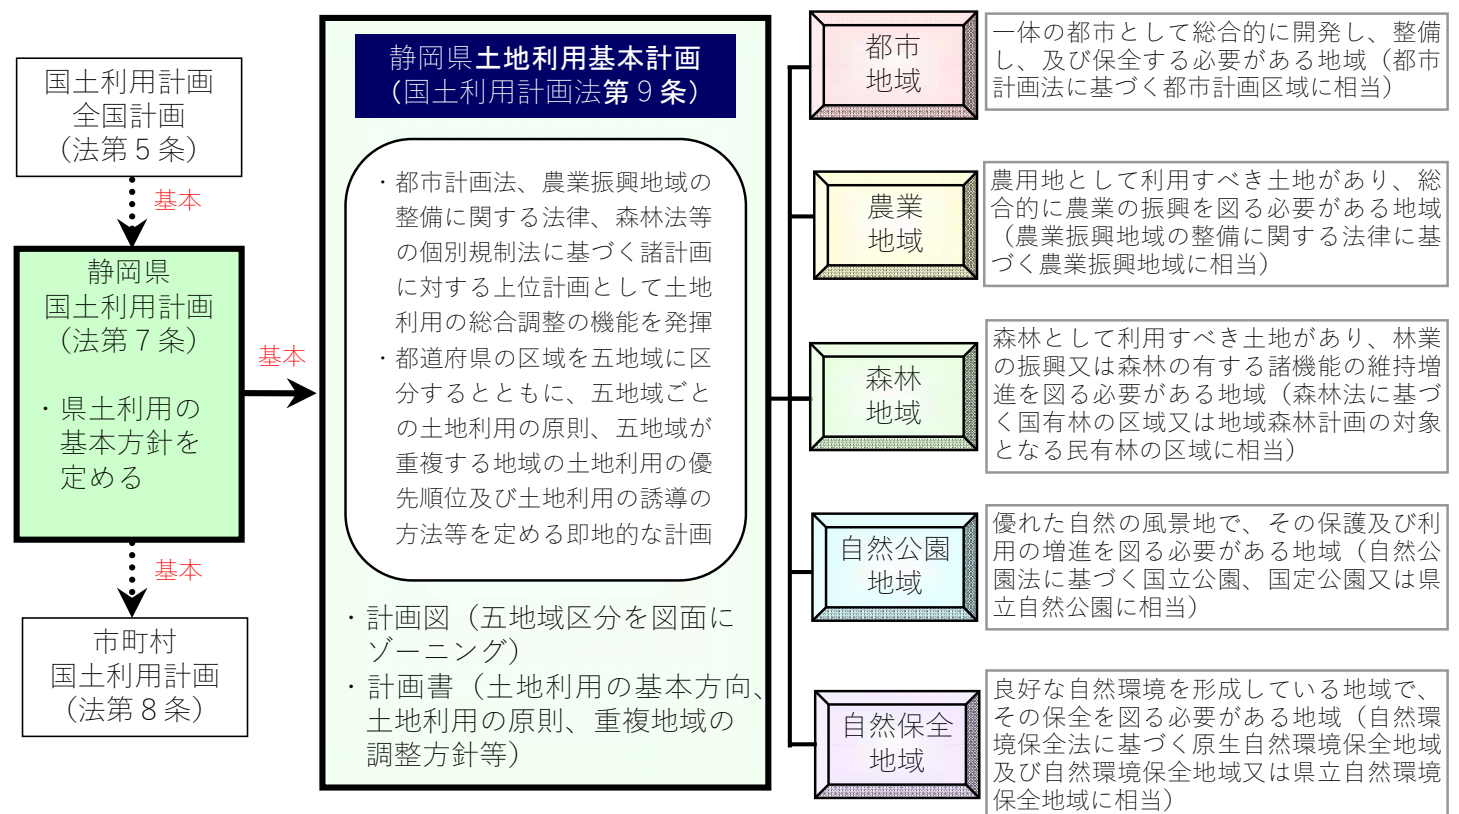 国土利用計画
全国計画
（法第５条）
基本
静岡県
国土利用計画
（法第７条）
・県土利用の
基本方針を
定める
基本
基本
市町村
国土利用計画
（法第８条）
静岡県土地利用基本計画
（国土利用計画法第９条）
・都市計画法、農業振興地域の
整備に関する法律、森林法等
の個別規制法に基づく諸計画
に対する上位計画として土地
利用の総合調整の機能を発揮
・都道府県の区域を五地域に区
分するとともに、五地域ごと
の土地利用の原則、五地域が
重複する地域の土地利用の優
先順位及び土地利用の誘導の
方法等を定める即地的な計画
・計画図（五地域区分を図面に
ゾーニング）
・計画書（土地利用の基本方向、
土地利用の原則、重複地域の
調整方針等）
都市
地域
一体の都市として総合的に開発し、整備
し、及び保全する必要がある地域（都市
計画法に基づく都市計画区域に相当）
農業
地域
農用地として利用すべき土地があり、総
合的に農業の振興を図る必要がある地域
（農業振興地域の整備に関する法律に基
づく農業振興地域に相当）
森林
地域
森林として利用すべき土地があり、林業
の振興又は森林の有する諸機能の維持増
進を図る必要がある地域（森林法に基づ
く国有林の区域又は地域森林計画の対象
となる民有林の区域に相当）
自然公園
地域
優れた自然の風景地で、その保護及び利
用の増進を図る必要がある地域（自然公
園法に基づく国立公園、国定公園又は県
立自然公園に相当）
自然保全
地域
良好な自然環境を形成している地域で、
その保全を図る必要がある地域（自然環
境保全法に基づく原生自然環境保全地域
及び自然環境保全地域又は県立自然環境
保全地域に相当）